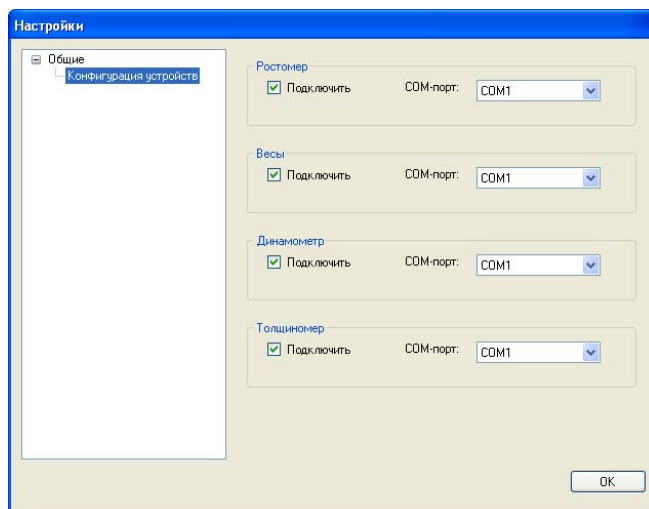 Настройки
Общие
Конфигурация устройств
Ростомер
Подключить COM-порт: COM1
Весы
Подключить COM-порт: COM1
Динамометр
Подключить COM-порт: COM1
Толщиномер
Подключить COM-порт: COM1
OK